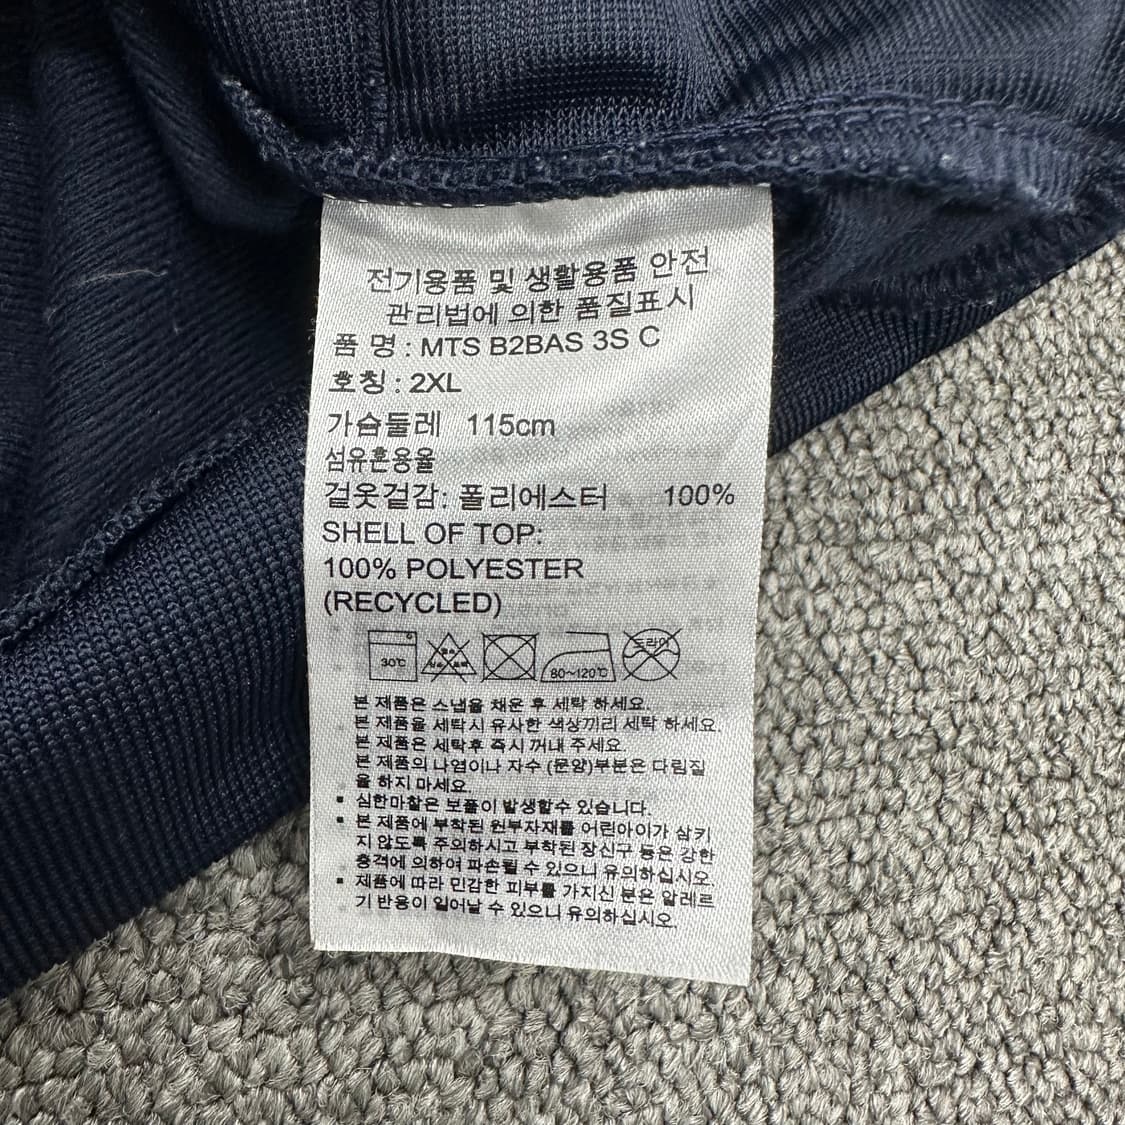 전기용품 및 생활용품 안전
관리법에 의한 품질표시
품 명 : MTS B2BAS 3S C
호칭 : 2XL
가슴둘레 115cm
섬유혼용율
겉옷겉감: 폴리에스터 100%
SHELL OF TOP:
100% POLYESTER
(RECYCLED)
30℃ 80~120℃ 드라이
본 제품은 스냅을 채운 후 세탁 하세요.
본 제품을 세탁시 유사한 색상끼리 세탁 하세요.
본 제품은 세탁후 즉시 꺼내 주세요
본 제품의 나염이나 자수 (문양)부분은 다림질
을 하지 마세요.
▪ 심한마찰은 보풀이 발생할수 있습니다.
▪ 본 제품에 부착된 원부자재를 어린아이가 삼키
지 않도록 주의하시고 부착된 장신구 등은 강한
충격에 의하여 파손될 수 있으니 유의하십시오.
▪ 제품에 따라 민감한 피부를 가지신 분은 알레르
기 반응이 일어날 수 있으니 유의하십시오.